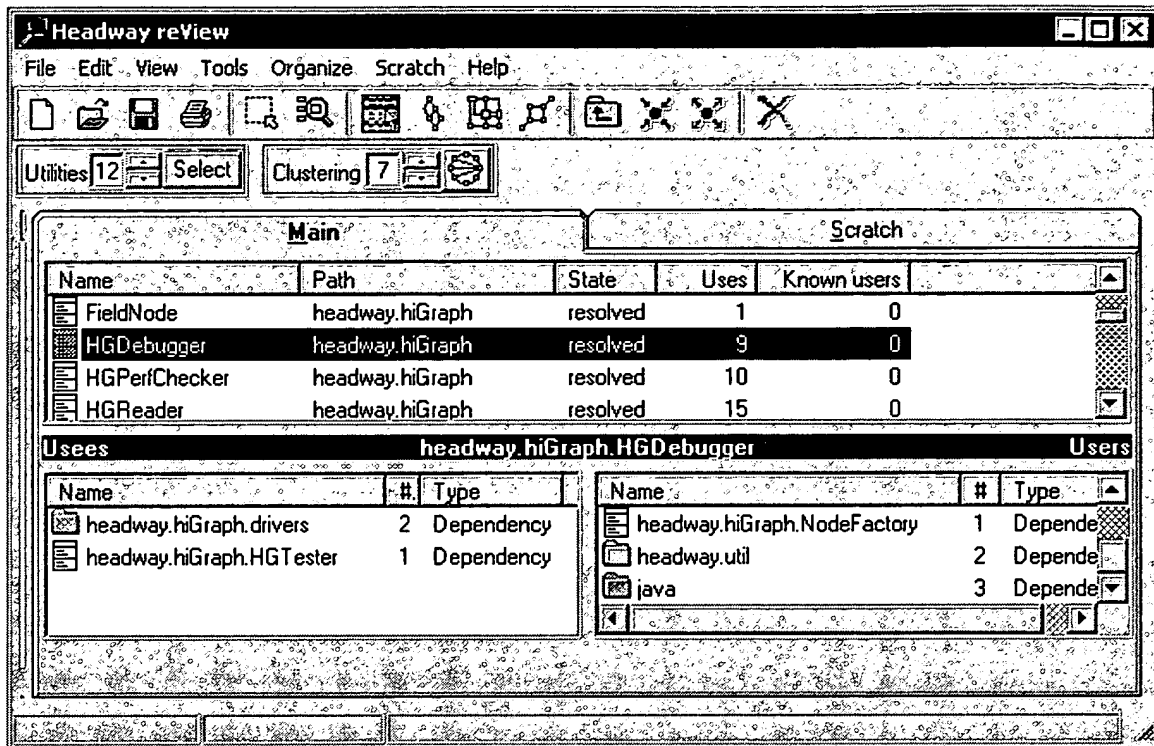 Headway reView
File Edit View Tools Organize Scratch Help
Utilities 12 Select Clustering 7
Main Scratch
Name Path State Uses Known users
FieldNode headway.hiGraph resolved 1 0
HGDebugger headway.hiGraph resolved 9 0
HGPerfChecker headway.hiGraph resolved 10 0
HGReader headway.hiGraph resolved 15 0
Usees headway.hiGraph.HGDebugger Users
Name # Type Name # Type
headway.hiGraph.drivers 2 Dependency headway.hiGraph.NodeFactory 1 Depende
headway.hiGraph.HGTester 1 Dependency headway.util 2 Depende
java 3 Depende